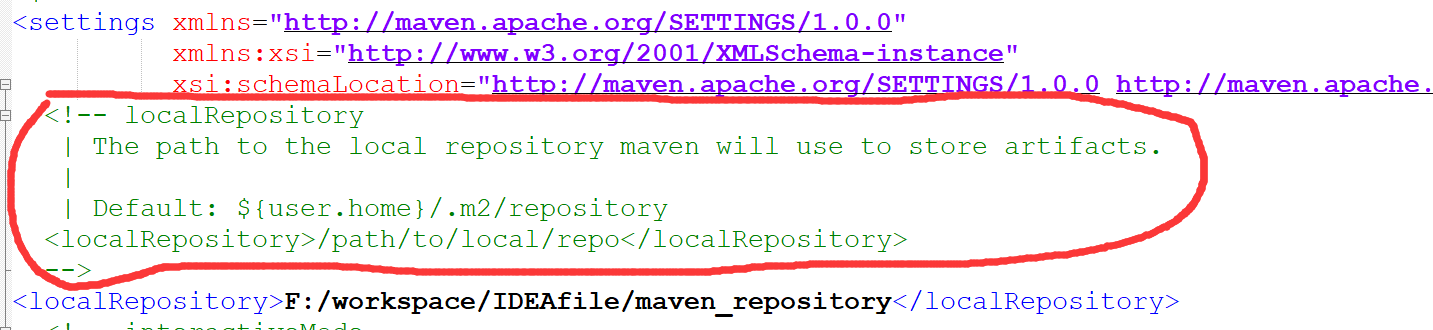 <settings xmlns="http://maven.apache.org/SETTINGS/1.0.0"
xmlns:xsi="http://www.w3.org/2001/XMLSchema-instance"
xsi:schemaLocation="http://maven.apache.org/SETTINGS/1.0.0 http://maven.apache.
<!-- localRepository
| The path to the local repository maven will use to store artifacts.
|
| Default: ${user.home}/.m2/repository
<localRepository>/path/to/local/repo</localRepository>
-->
<localRepository>F:/workspace/IDEAfile/maven_repository</localRepository>
<!-- interactiveMode